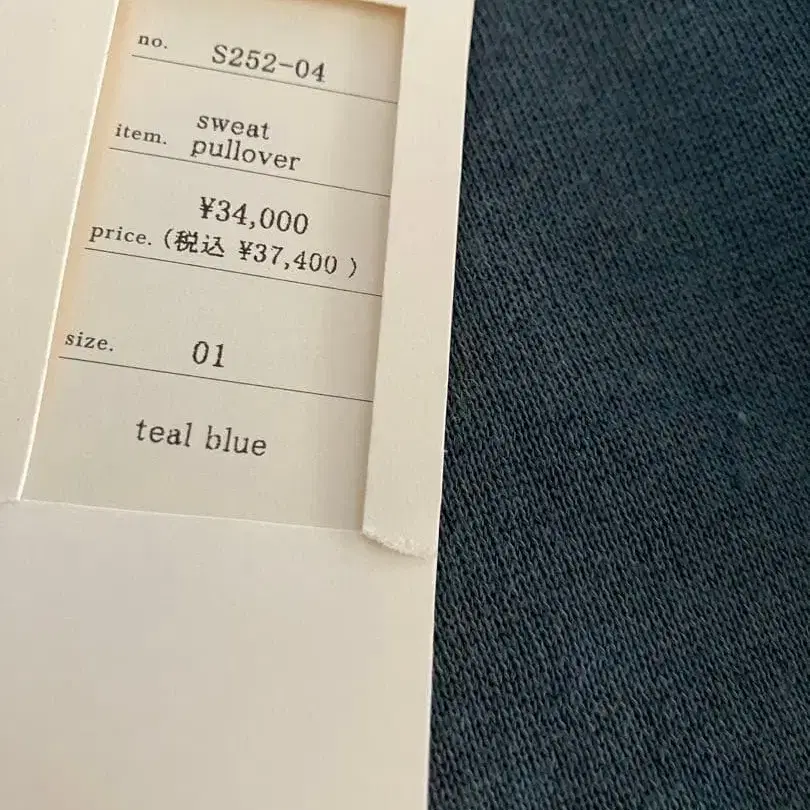 no. S252-04
item. sweat
pullover
¥34,000
price. (税込 ¥37,400 )
size. 01
teal blue